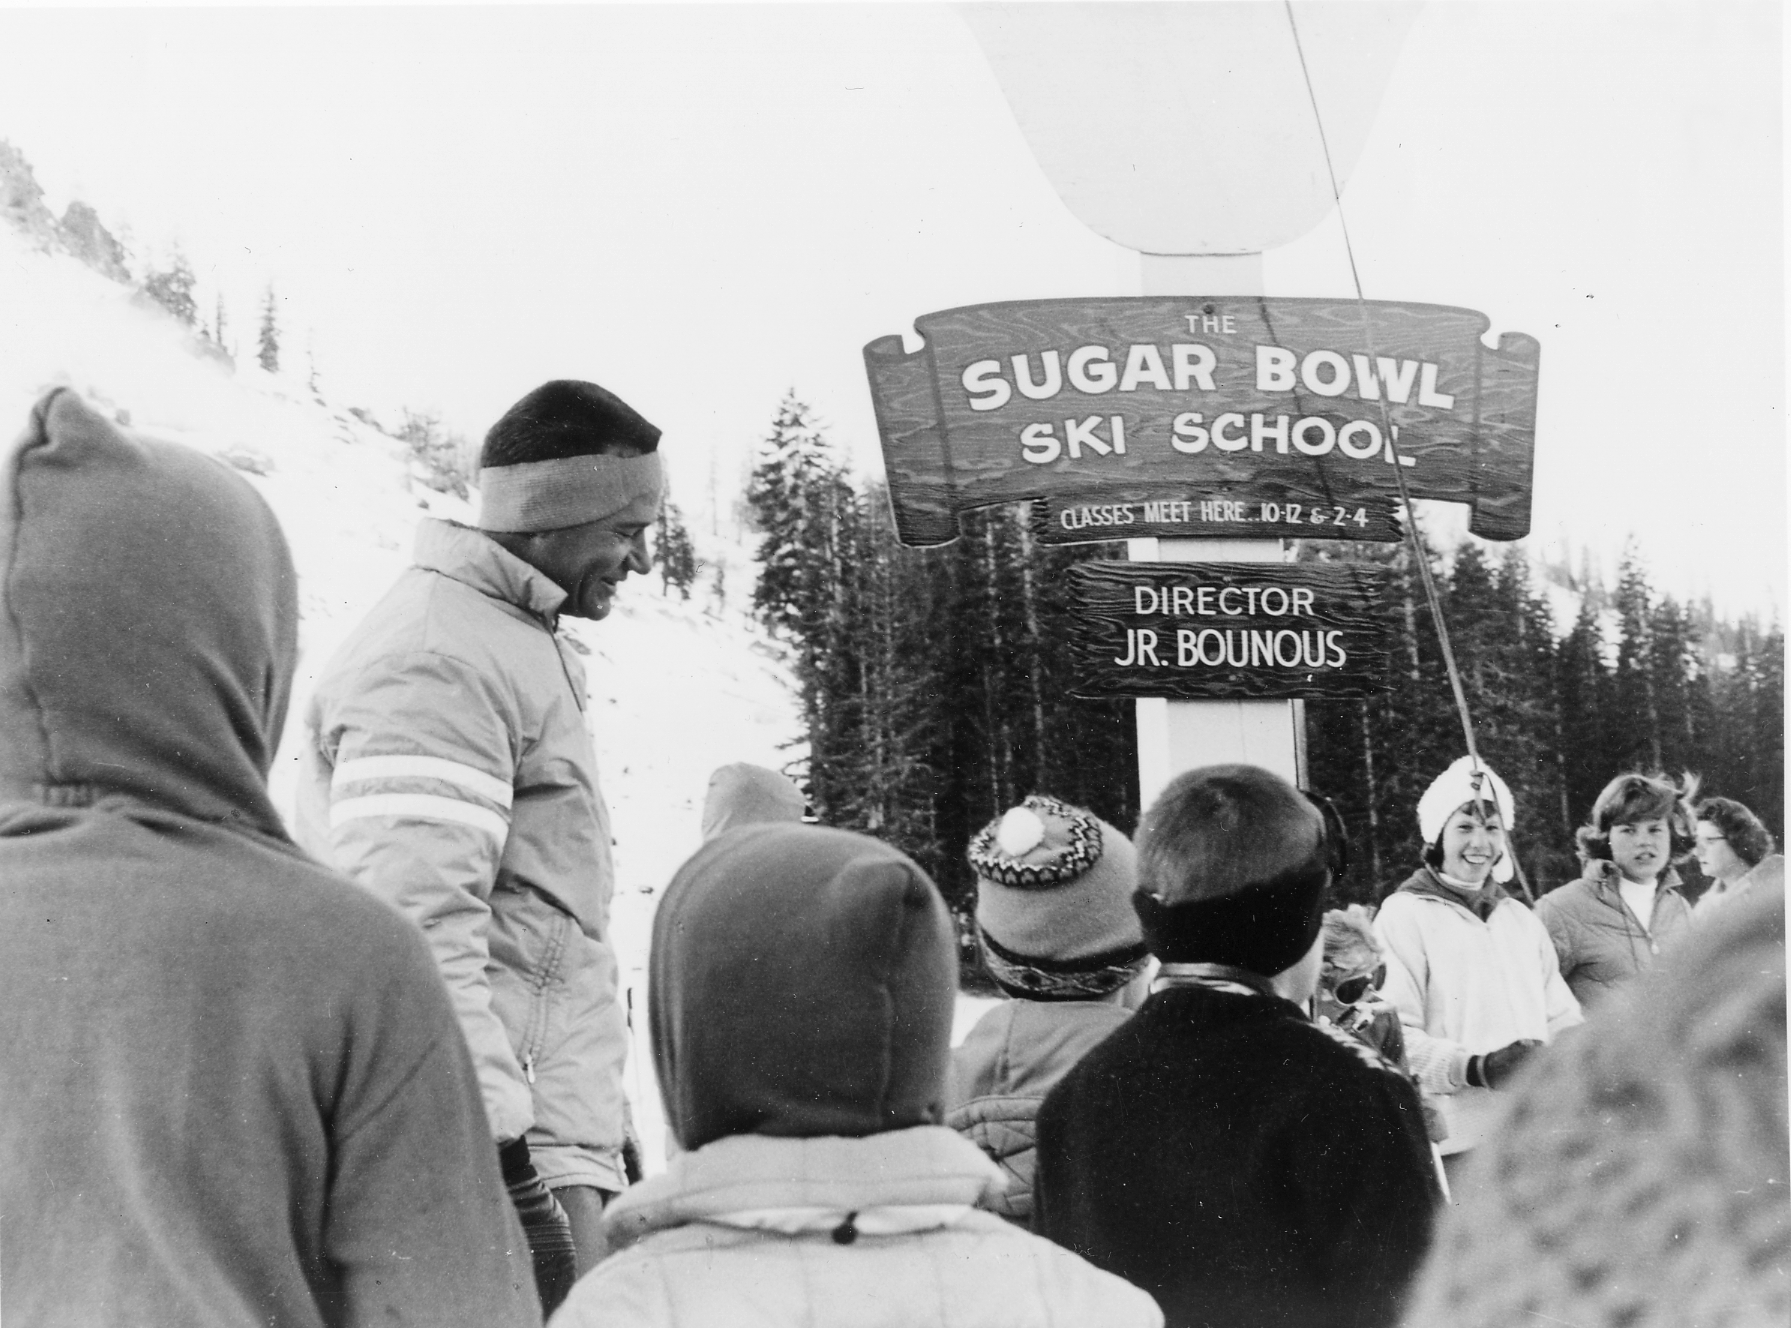 THE
SUGAR BOWL
SKI SCHOOL
CLASSES MEET HERE..10-12 & 2-4
DIRECTOR
JR. BOUNOUS